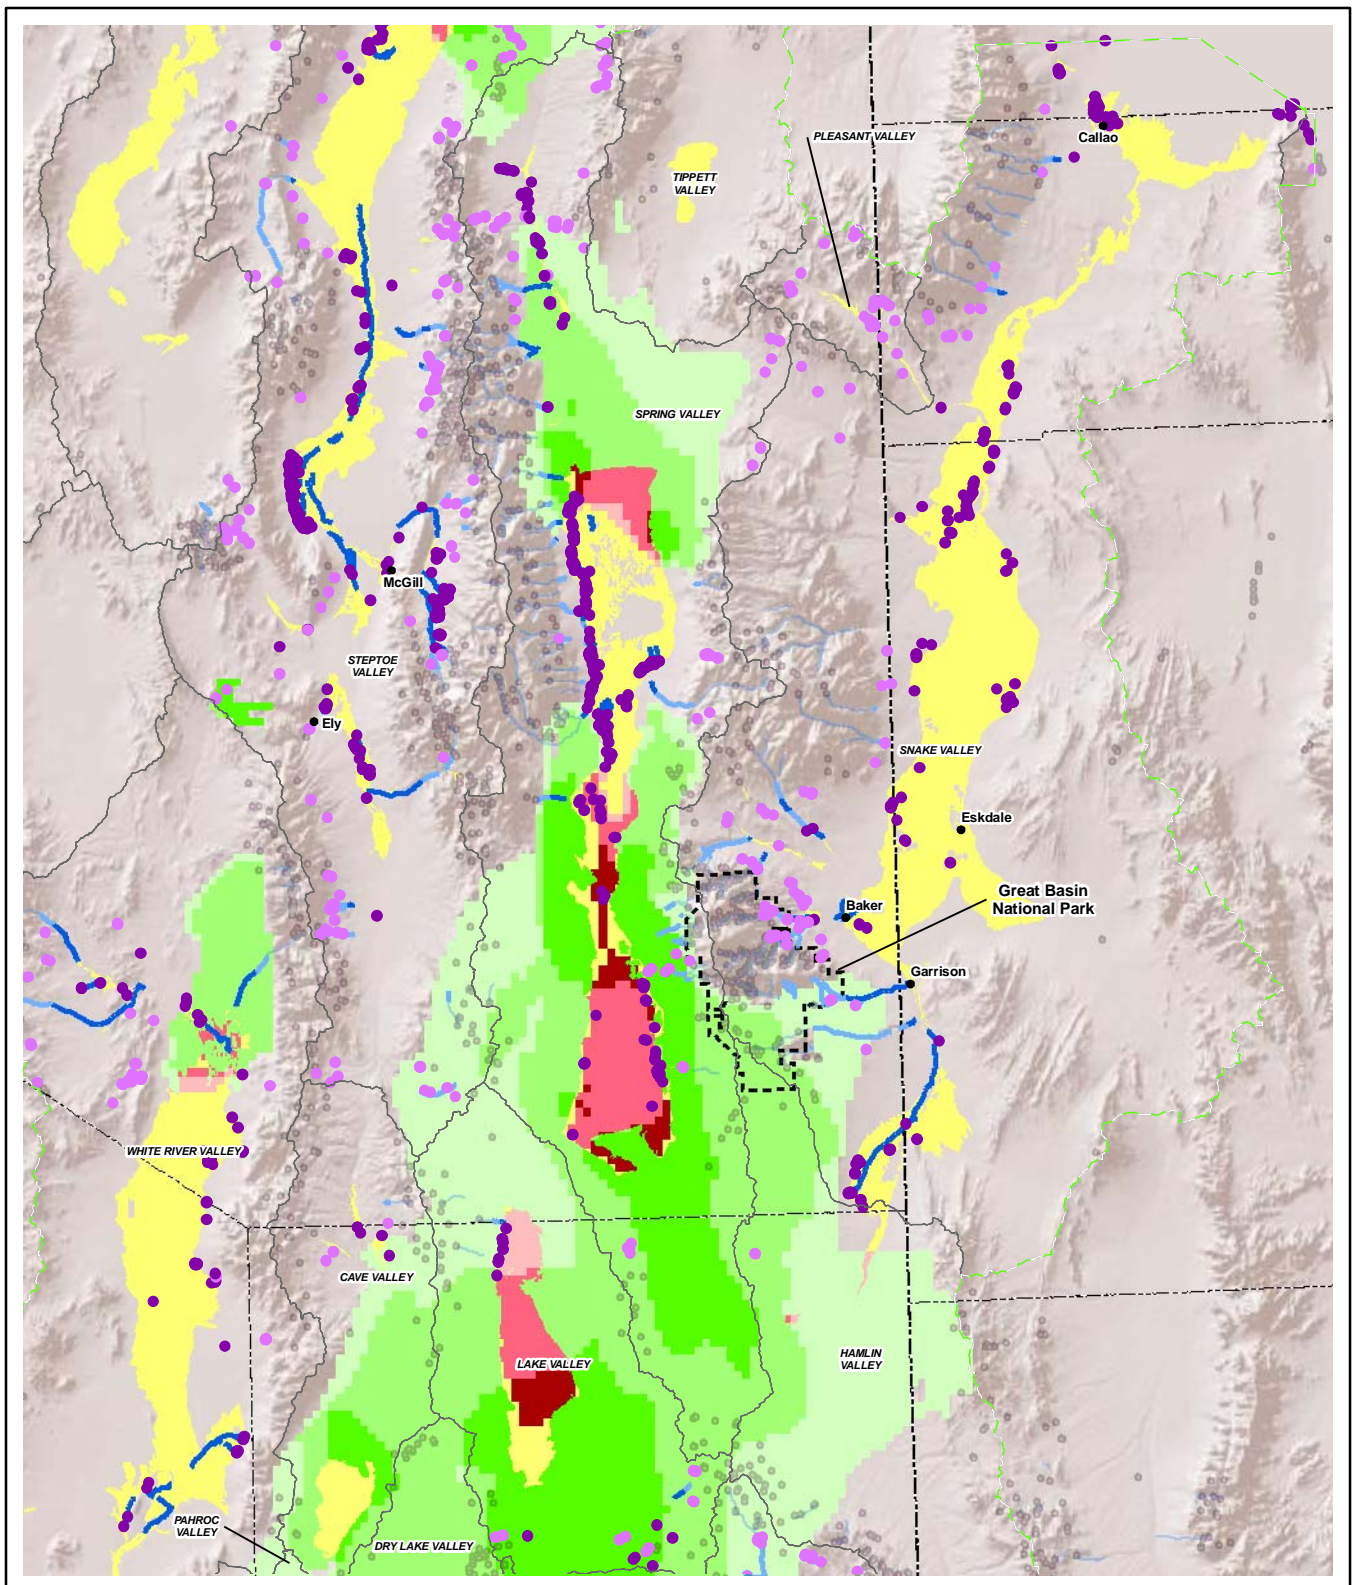 PLEASANT VALLEY
Callao
TIPPETT
VALLEY
SPRING VALLEY
McGill
STEPTOE
VALLEY
Ely
SNAKE VALLEY
Eskdale
Great Basin
National Park
Baker
Garrison
WHITE RIVER VALLEY
CAVE VALLEY
LAKE VALLEY
HAMLIN
VALLEY
PAHROC
VALLEY
DRY LAKE VALLEY